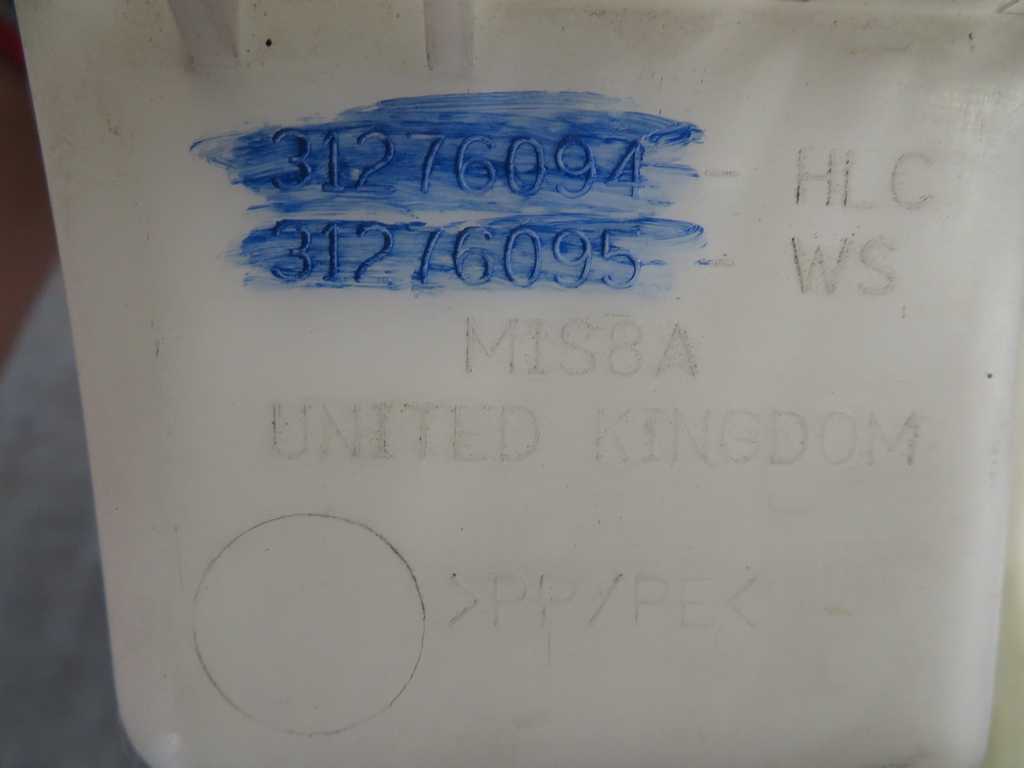 31276094 - HLC
31276095 - WS
MIS8A
UNITED KINGDOM
>PP/PE<